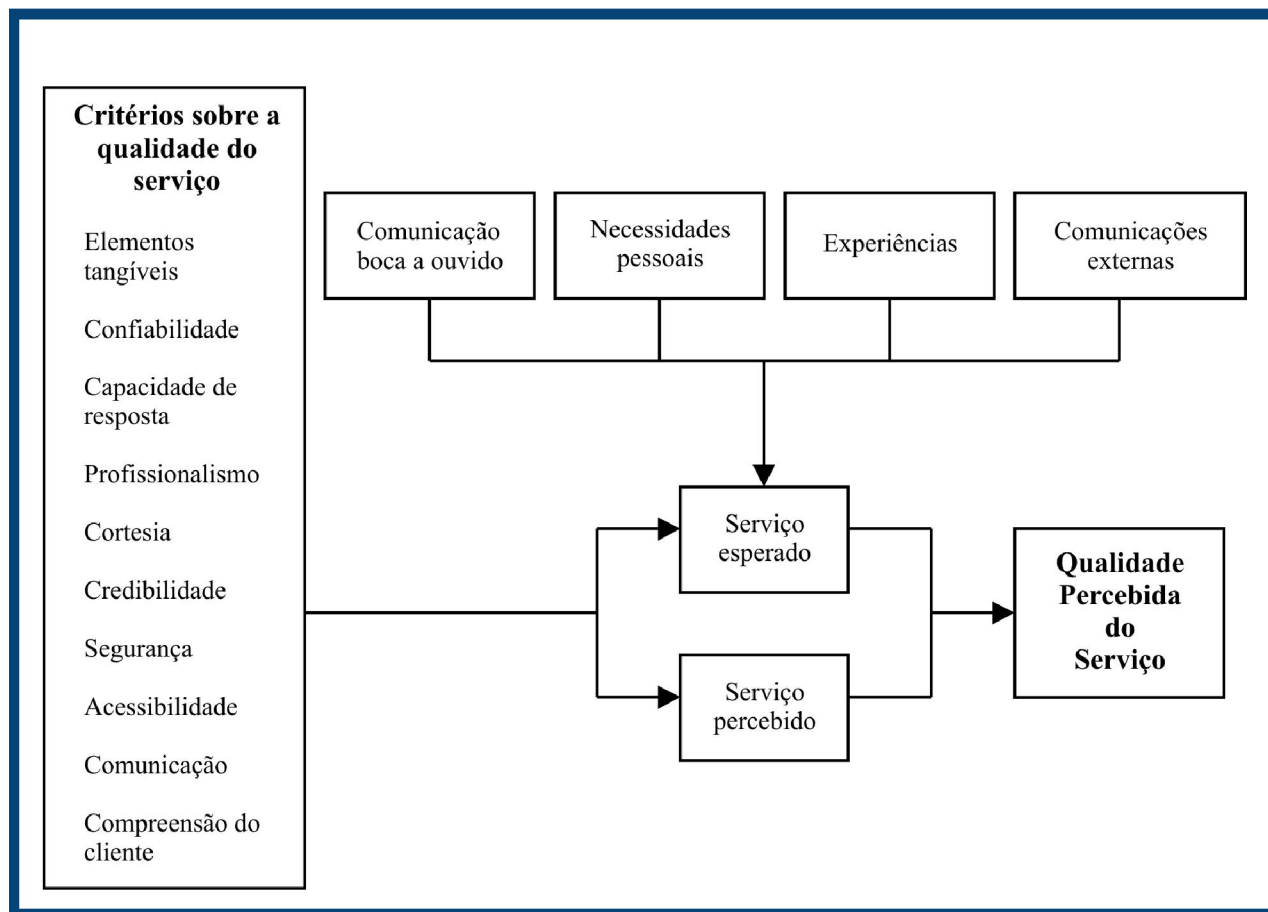 Critérios sobre a
qualidade do
serviço
Elementos
tangíveis
Confiabilidade
Capacidade de
resposta
Profissionalismo
Cortesia
Credibilidade
Segurança
Acessibilidade
Comunicação
Compreensão do
cliente
Comunicação
boca a ouvido
Necessidades
pessoais
Experiências
Comunicações
externas
Serviço
esperado
Serviço
percebido
Qualidade
Percebida
do
Serviço